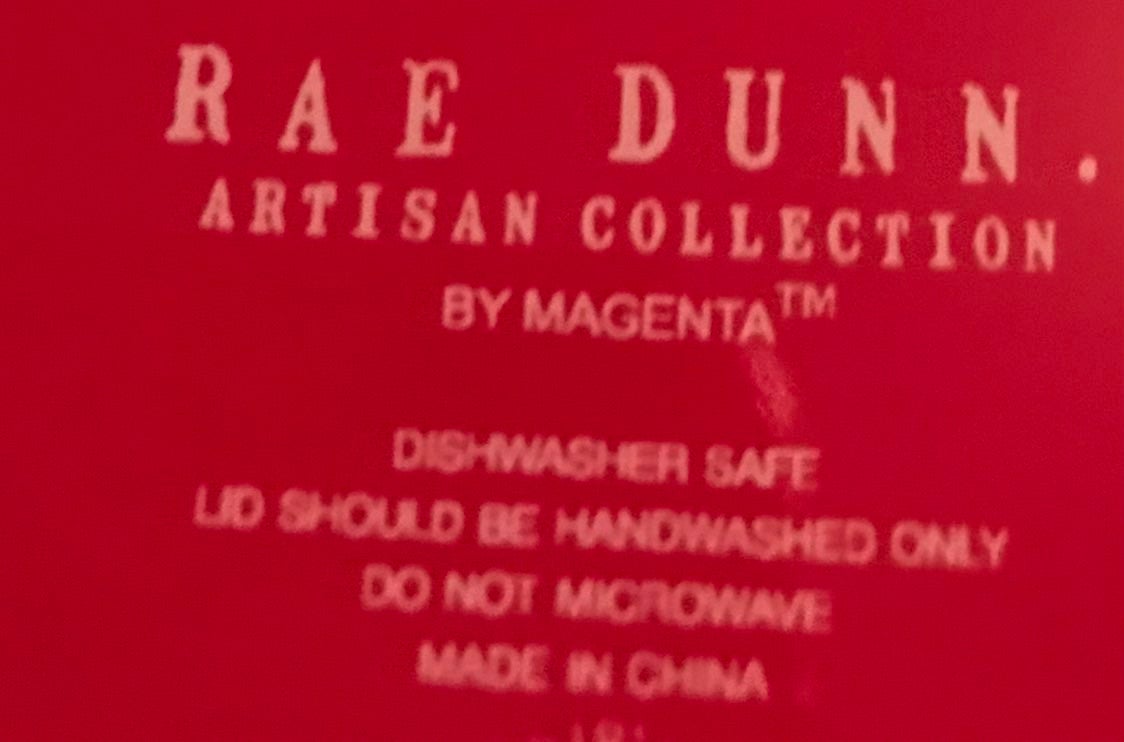 RAE DUNN.
ARTISAN COLLECTION
BY MAGENTA™
DISHWASHER SAFE
LID SHOULD BE HANDWASHED ONLY
DO NOT MICROWAVE
MADE IN CHINA